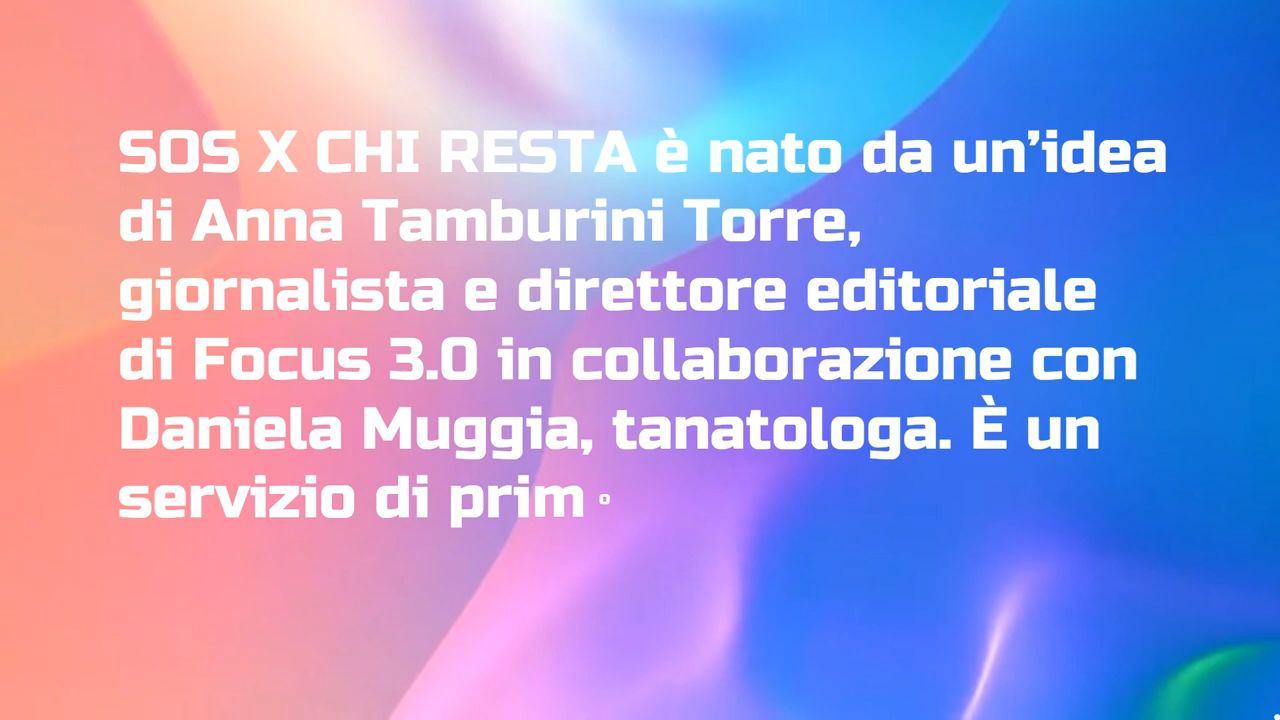 SOS X CHI RESTA è nato da un’idea
di Anna Tamburini Torre,
giornalista e direttore editoriale
di Focus 3.0 in collaborazione con
Daniela Muggia, tanatologa. È un
servizio di primo